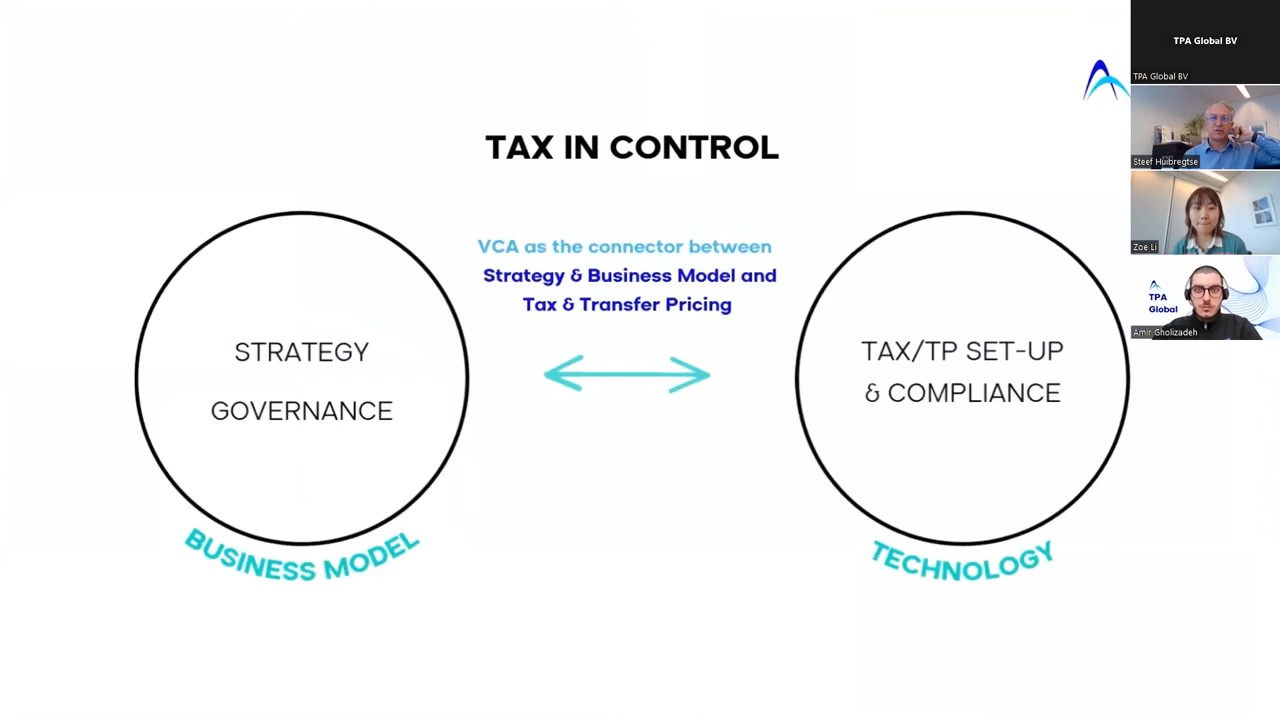 TAX IN CONTROL
VCA as the connector between
Strategy & Business Model and
Tax & Transfer Pricing
STRATEGY
GOVERNANCE
BUSINESS MODEL
TAX/TP SET-UP
& COMPLIANCE
TECHNOLOGY
TPA Global BV
TPA Global BV
Steef Huibregtse
Zoe Li
TPA
Global
Amir Gholizadeh